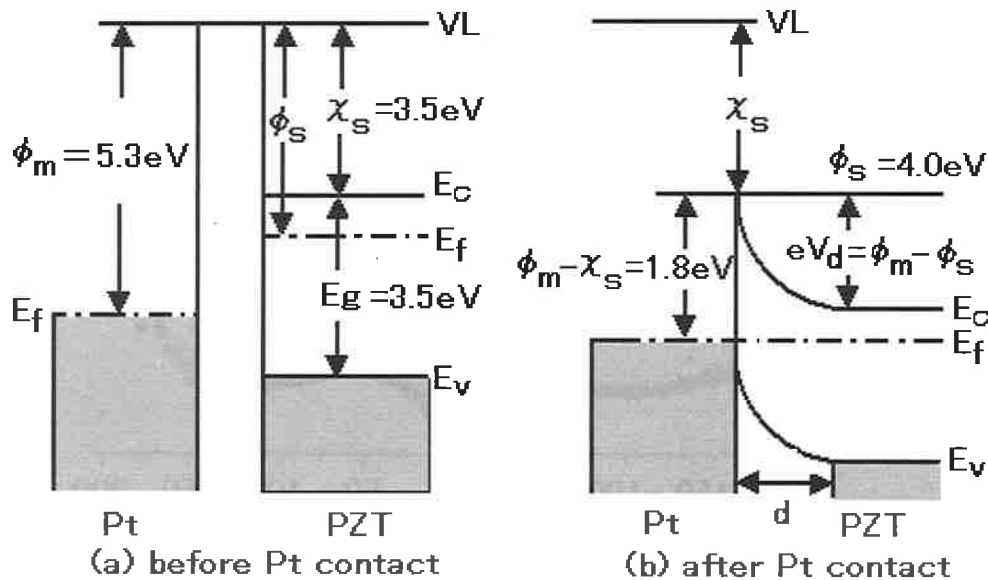 VL
ϕm=5.3eV
ϕs
χs=3.5eV
Ec
Ef
Eg=3.5eV
Ef
Ev
Pt
PZT
(a) before Pt contact
VL
χs
ϕs=4.0eV
ϕm-χs=1.8eV
eVd=ϕm-ϕs
Ec
Ef
Ev
d
Pt
PZT
(b) after Pt contact